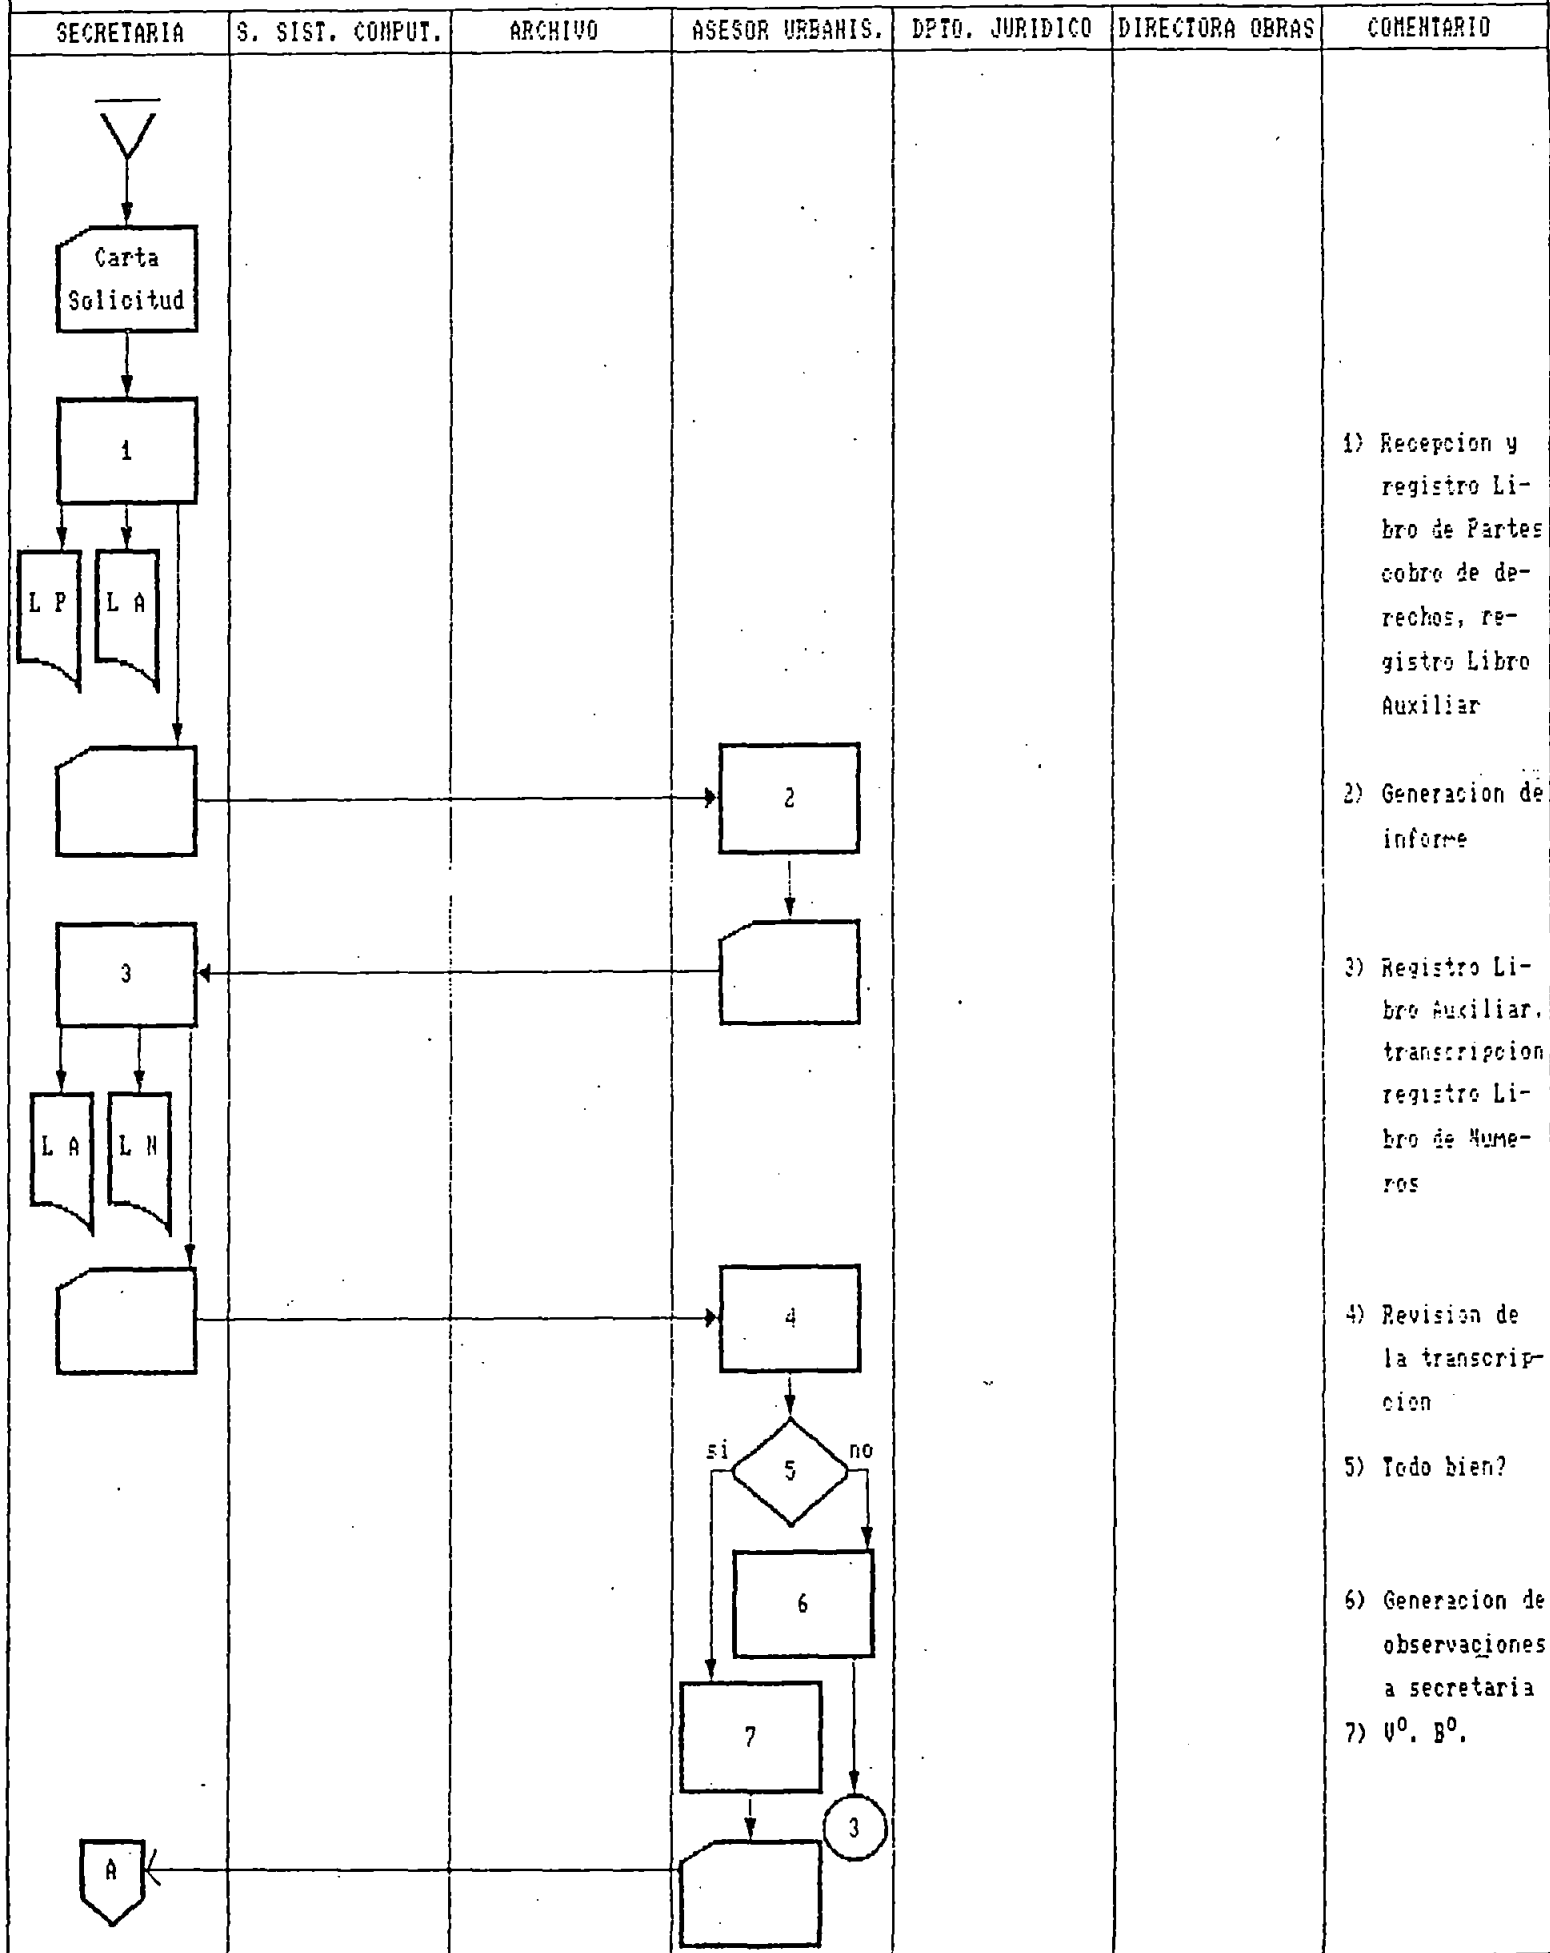 SECRETARIA S. SIST. COMPUT. ARCHIVO ASESOR URBANIS. DPTO. JURIDICO DIRECTORA OBRAS COMENTARIO
Carta
Solicitud
1
1) Recepcion y
registro Li-
bro de Partes
cobro de de-
rechos, re-
gistro Libro
Auxiliar
L P L A
2
2) Generacion de
informe
3
3) Registro Li-
bro Auxiliar.
transcripcion
registro Li-
bro de Nume-
ros
L A L N
4
4) Revision de
la transcrip-
cion
si 5 no
5) Todo bien?
6
6) Generacion de
observaciones
a secretaria
7
7) Vº. Bº.
3
A